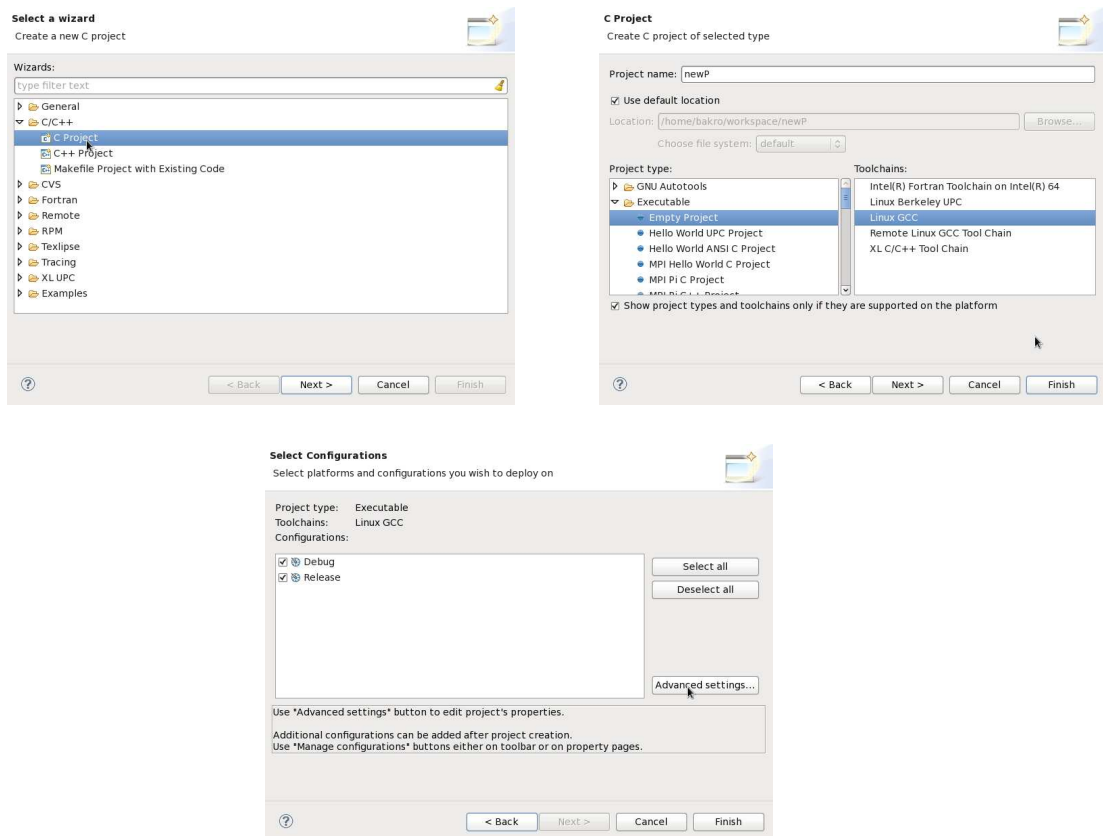 Select a wizard
Create a new C project
Wizards:
type filter text
General
C/C++
C Project
C++ Project
Makefile Project with Existing Code
CVS
Fortran
Remote
RPM
Texlipse
Tracing
XL UPC
Examples
< Back
Next >
Cancel
Finish
C Project
Create C project of selected type
Project name: newP
Use default location
Location: /home/bakro/workspace/newP Browse...
Choose file system: default
Project type:
GNU Autotools
Executable
Empty Project
Hello World UPC Project
Hello World ANSI C Project
MPI Hello World C Project
MPI Pi C Project
MPI Pi C++ Project
Toolchains:
Intel(R) Fortran Toolchain on Intel(R) 64
Linux Berkeley UPC
Linux GCC
Remote Linux GCC Tool Chain
XL C/C++ Tool Chain
Show project types and toolchains only if they are supported on the platform
< Back
Next >
Cancel
Finish
Select Configurations
Select platforms and configurations you wish to deploy on
Project type: Executable
Toolchains: Linux GCC
Configurations:
Debug
Release
Select all
Deselect all
Advanced settings...
Use "Advanced settings" button to edit project's properties.
Additional configurations can be added after project creation.
Use "Manage configurations" buttons either on toolbar or on property pages.
< Back
Next >
Cancel
Finish